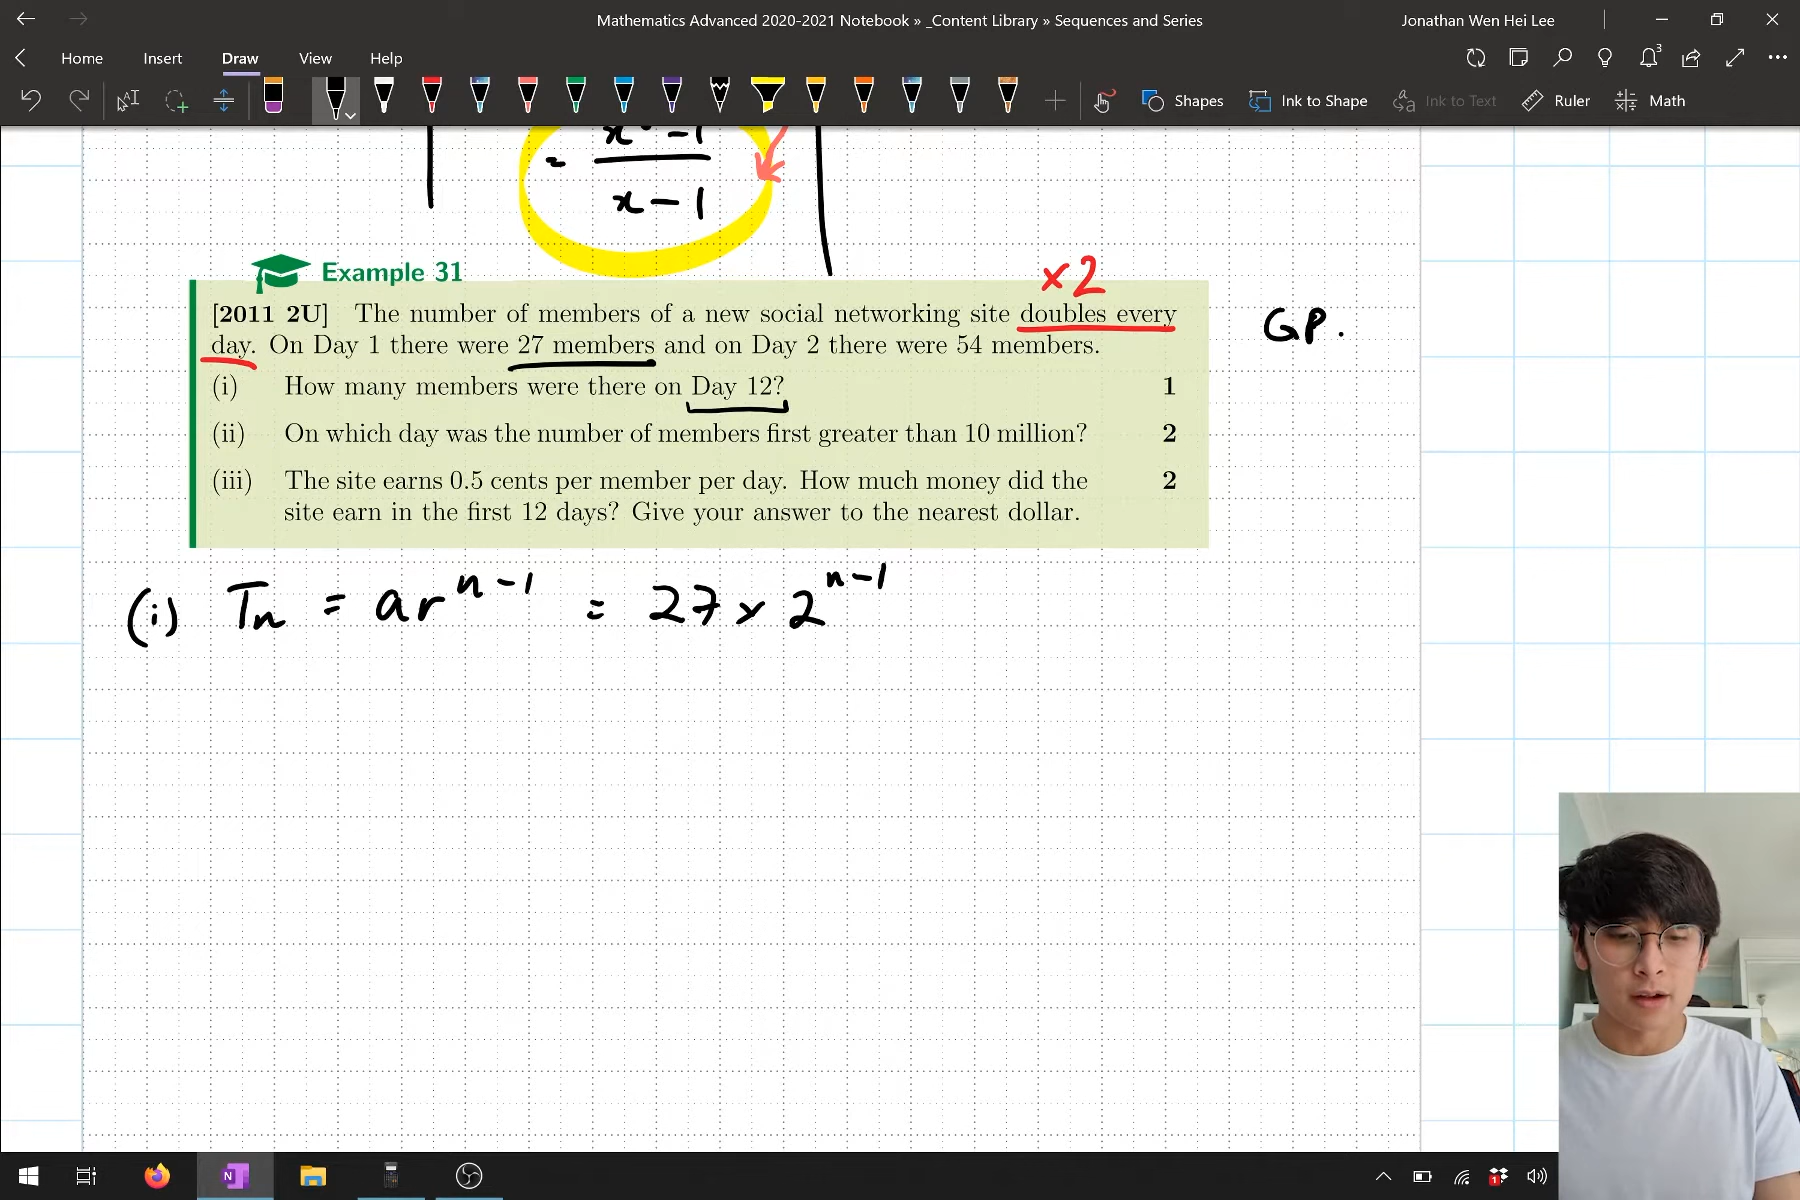 Mathematics Advanced 2020-2021 Notebook » _Content Library » Sequences and Series
Jonathan Wen Hei Lee
Home Insert Draw View Help
3
Shapes Ink to Shape Ink to Text Ruler Math
= x -1
x-1
Example 31
×2
[2011 2U] The number of members of a new social networking site doubles every
day. On Day 1 there were 27 members and on Day 2 there were 54 members.
GP.
(i) How many members were there on Day 12? 1
(ii) On which day was the number of members first greater than 10 million? 2
(iii) The site earns 0.5 cents per member per day. How much money did the
site earn in the first 12 days? Give your answer to the nearest dollar. 2
(i) Tn = ar^n-1 = 27 × 2^n-1
N
1